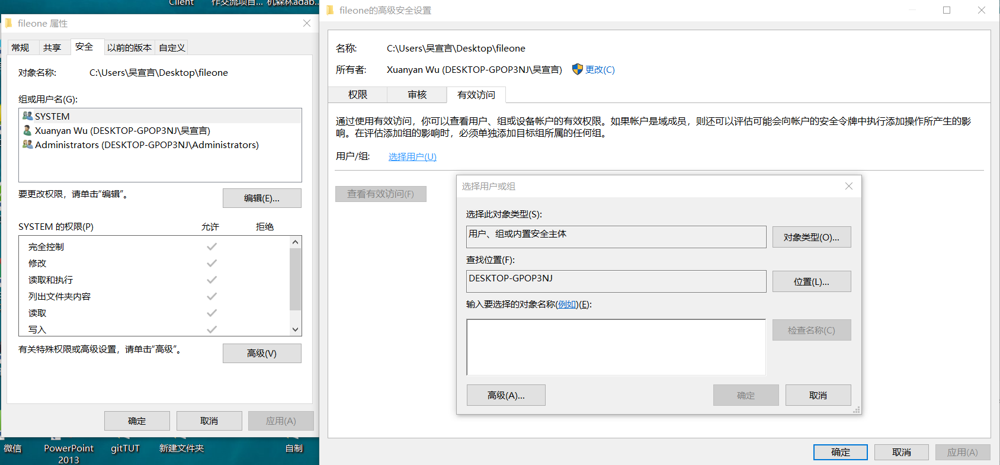 Client
作交流项目...
机森林adab...
fileone 属性
常规
共享
安全
以前的版本
自定义
对象名称:
C:\Users\吴宣言\Desktop\fileone
组或用户名(G):
SYSTEM
Xuanyan Wu (DESKTOP-GPOP3NJ\吴宣言)
Administrators (DESKTOP-GPOP3NJ\Administrators)
要更改权限，请单击“编辑”。
编辑(E)...
SYSTEM 的权限(P)
允许
拒绝
完全控制
修改
读取和执行
列出文件夹内容
读取
写入
有关特殊权限或高级设置，请单击“高级”。
高级(V)
确定
取消
应用(A)
微信
PowerPoint
2013
gitTUT
新建文件夹
自制
fileone的高级安全设置
名称:
C:\Users\吴宣言\Desktop\fileone
所有者:
Xuanyan Wu (DESKTOP-GPOP3NJ\吴宣言)
更改(C)
权限
审核
有效访问
通过使用有效访问，你可以查看用户、组或设备帐户的有效权限。如果帐户是域成员，则还可以评估可能会向帐户的安全令牌中执行添加操作所产生的影
响。在评估添加组的影响时，必须单独添加目标组所属的任何组。
用户/组:
选择用户(U)
查看有效访问(F)
选择用户或组
选择此对象类型(S):
用户、组或内置安全主体
对象类型(O)...
查找位置(F):
DESKTOP-GPOP3NJ
位置(L)...
输入要选择的对象名称(例如)(E):
检查名称(C)
高级(A)...
确定
取消
确定
取消
应用(A)